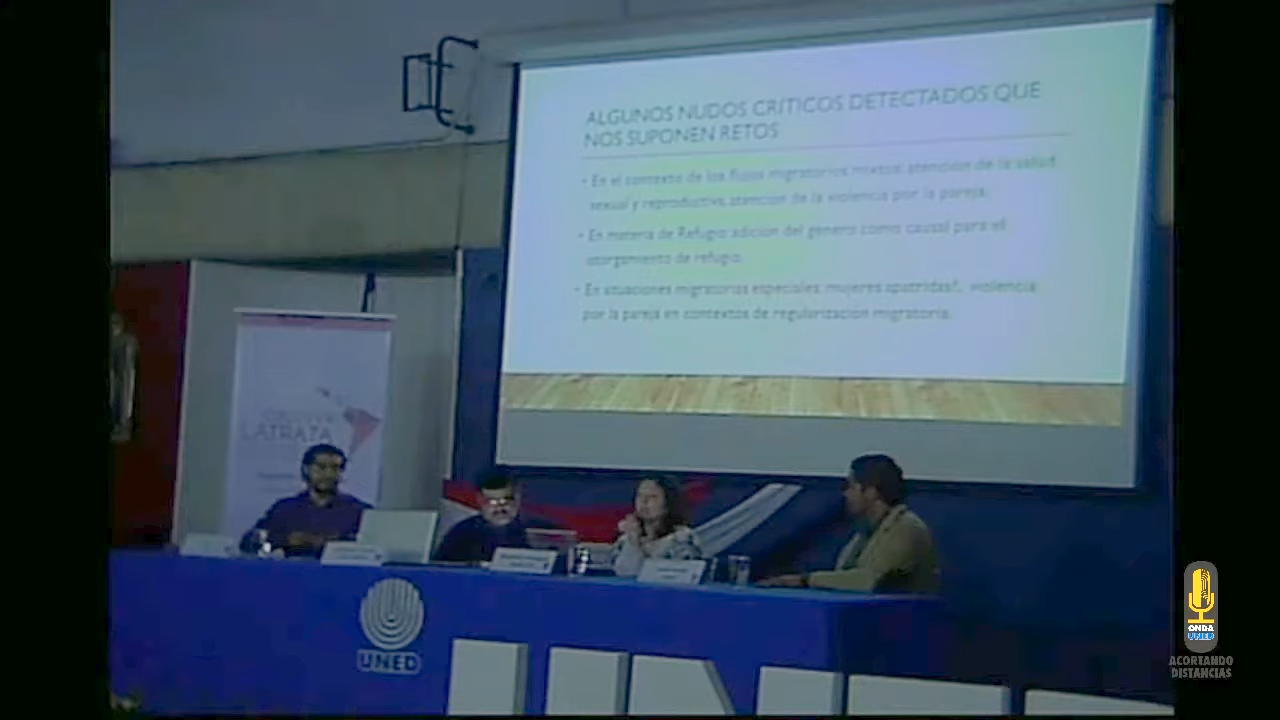 ALGUNOS NUDOS CRÍTICOS DETECTADOS QUE
NOS SUPONEN RETOS
• En el contexto de los flujos migratorios mixtos: atención de la salud
sexual y reproductiva, atención de la violencia por la pareja.
• En materia de Refugio: adición del género como causal para el
otorgamiento de refugio.
• En situaciones migratorias especiales: mujeres apátridas?, violencia
por la pareja en contextos de regularización migratoria.
LATRATA
UNED
ONDA
UNED
ACORTANDO
DISTANCIAS